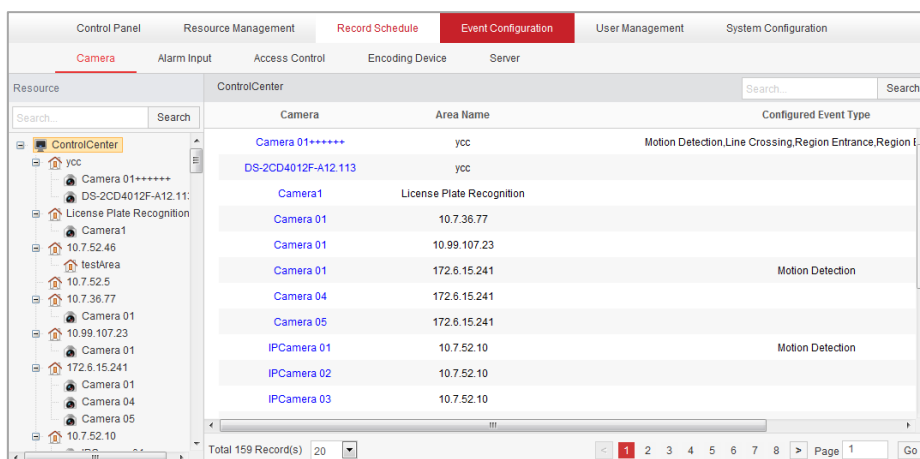 Control Panel Resource Management Record Schedule Event Configuration User Management System Configuration
Camera Alarm Input Access Control Encoding Device Server
Resource ControlCenter Search... Search
Search... Search Camera Area Name Configured Event Type
ControlCenter Camera 01++++++ ycc Motion Detection,Line Crossing,Region Entrance,Region E
ycc
Camera 01++++++ DS-2CD4012F-A12.113 ycc
DS-2CD4012F-A12.11
License Plate Recognition Camera1 License Plate Recognition
Camera1 Camera 01 10.7.36.77
10.7.52.46 Camera 01 10.99.107.23
testArea Camera 01 172.6.15.241 Motion Detection
10.7.52.5
10.7.36.77 Camera 04 172.6.15.241
Camera 01 Camera 05 172.6.15.241
10.99.107.23
Camera 01 IPCamera 01 10.7.52.10 Motion Detection
172.6.15.241 IPCamera 02 10.7.52.10
Camera 01
Camera 04 IPCamera 03 10.7.52.10
Camera 05
10.7.52.10
Total 159 Record(s) 20 < 1 2 3 4 5 6 7 8 > Page 1 Go